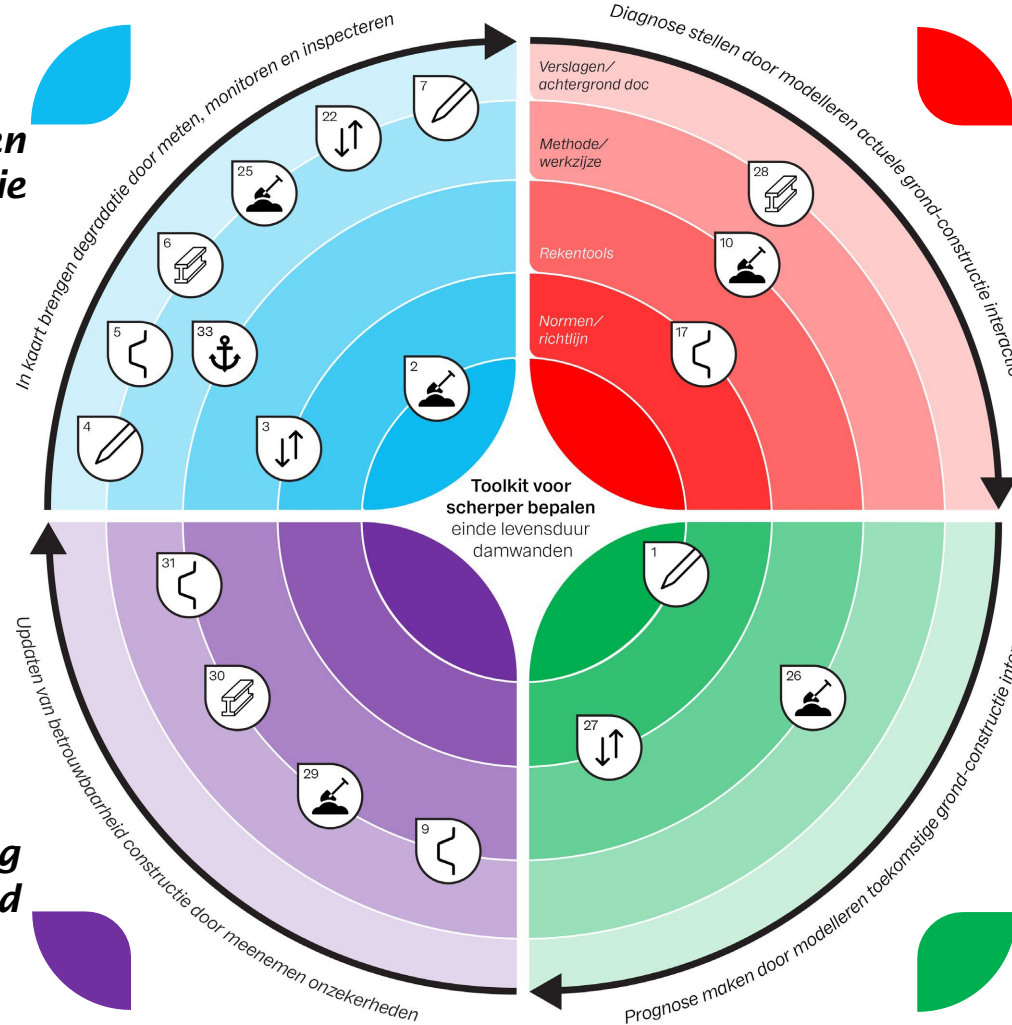 In kaart brengen degradatie door meten, monitoren en inspecteren
Diagnose stellen door modelleren actuele grond-constructie interactie
en
ie
Verslagen/
achtergrond doc
Methode/
werkzijze
Rekentools
Normen/
richtlijn
7
22
25
6
5
33
4
3
2
28
10
17
Toolkit voor
scherper bepalen
einde levensduur
damwanden
31
30
29
9
1
26
27
g
d
Updaten van betrouwbaarheid constructie door meenemen onzekerheden
Prognose maken door modelleren toekomstige grond-constructie inter